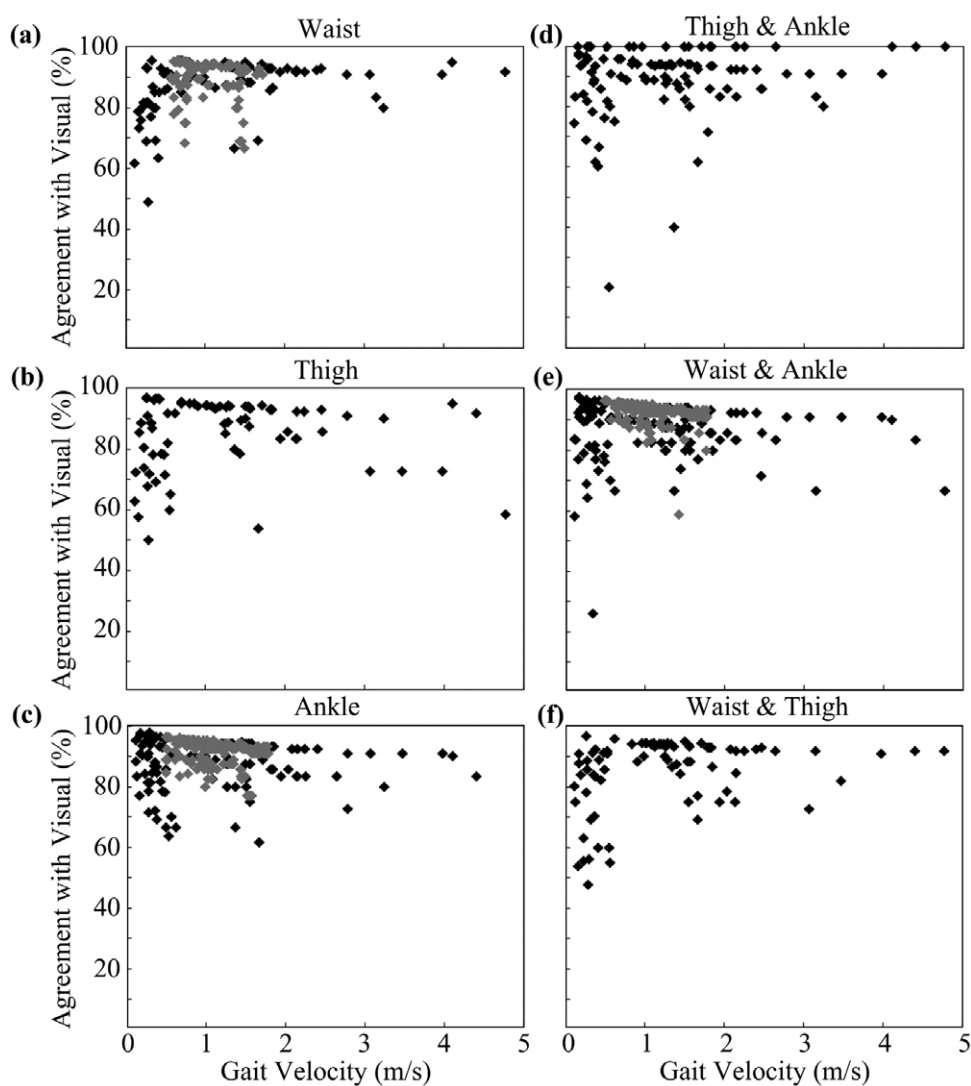 (a) Waist
Agreement with Visual (%)
100
80
60
40
20
(d) Thigh & Ankle
(b) Thigh
Agreement with Visual (%)
100
80
60
40
20
(e) Waist & Ankle
(c) Ankle
Agreement with Visual (%)
100
80
60
40
20
0 1 2 3 4 5
Gait Velocity (m/s)
(f) Waist & Thigh
0 1 2 3 4 5
Gait Velocity (m/s)